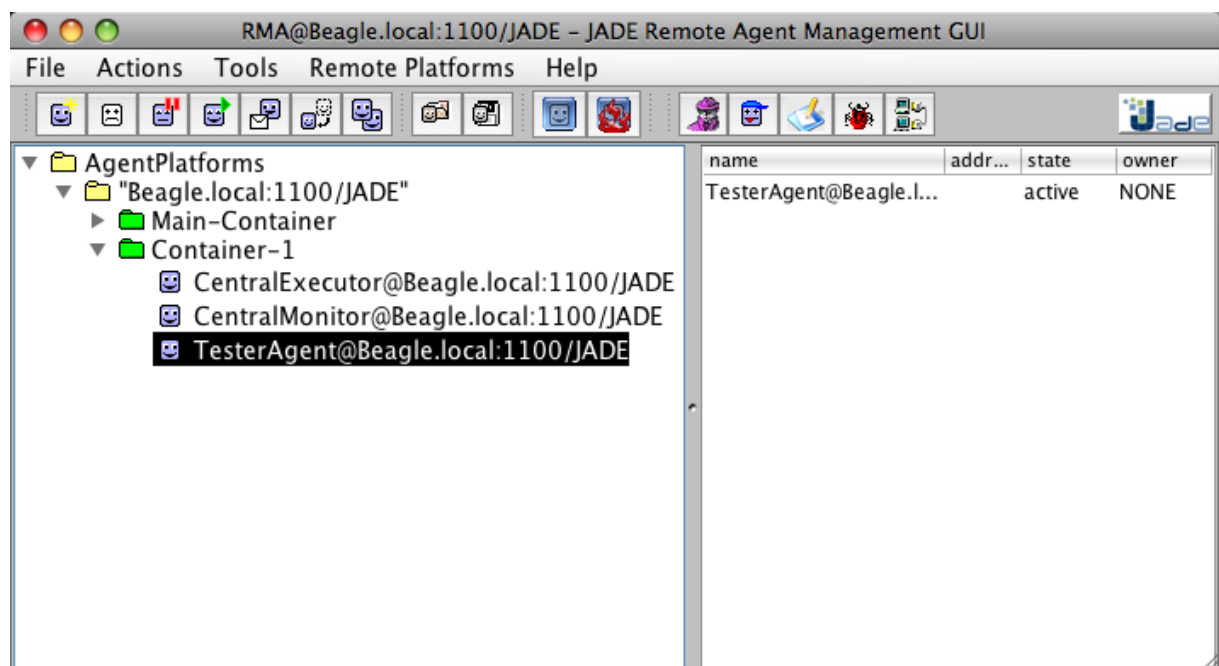 RMA@Beagle.local:1100/JADE – JADE Remote Agent Management GUI
File Actions Tools Remote Platforms Help
Jade
AgentPlatforms
"Beagle.local:1100/JADE"
Main-Container
Container-1
CentralExecutor@Beagle.local:1100/JADE
CentralMonitor@Beagle.local:1100/JADE
TesterAgent@Beagle.local:1100/JADE
name addr... state owner
TesterAgent@Beagle.l... active NONE